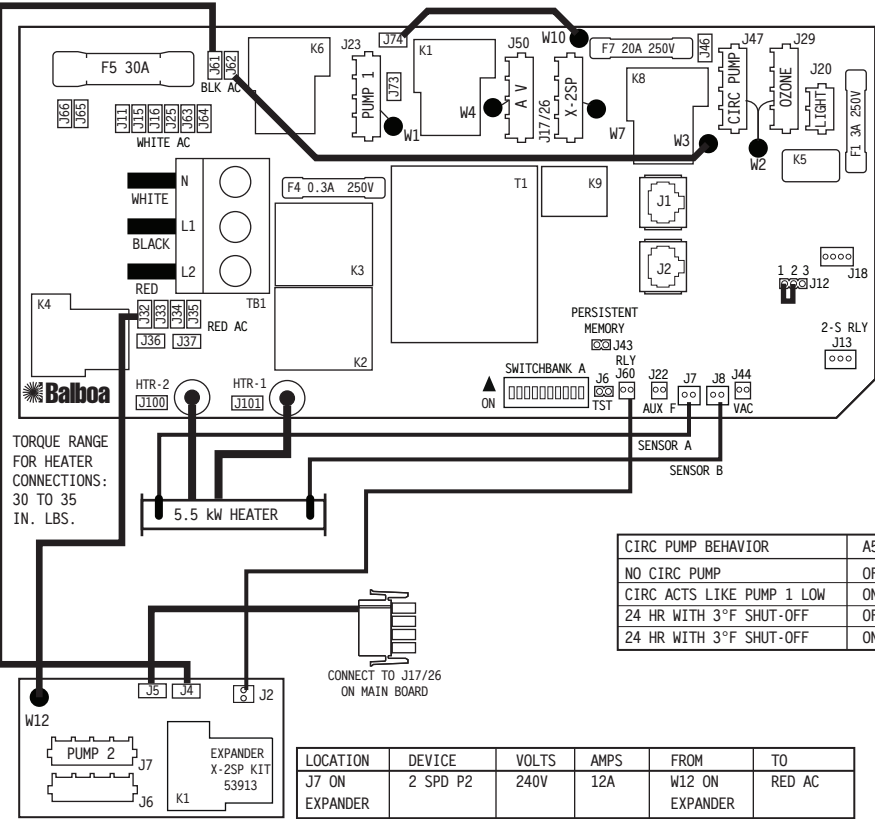 F5 30A
J61
J62
BLK AC
J66
J65
J11
J15
J16
J25
J63
J64
WHITE AC
K6
J23
PUMP 1
J74
J73
W1
K1
W4
J50
A V
J17/26
W10
X-2SP
W7
F7 20A 250V
J46
K8
W3
J47
CIRC PUMP
W2
J29
OZONE
J20
LIGHT
F1 3A 250V
K5
N
WHITE
L1
BLACK
L2
RED
TB1
F4 0.3A 250V
K3
K2
T1
K9
J1
J2
1 2 3
J12
J18
2-S RLY
J13
K4
J32
J33
J34
J35
RED AC
J36
J37
PERSISTENT
MEMORY
J43
RLY
J60
SWITCHBANK A
ON
J6
TST
J22
AUX F
J7
J8
J44
VAC
Balboa
HTR-2
J100
HTR-1
J101
SENSOR A
SENSOR B
TORQUE RANGE
FOR HEATER
CONNECTIONS:
30 TO 35
IN. LBS.
5.5 kW HEATER
CIRC PUMP BEHAVIOR A5
NO CIRC PUMP
CIRC ACTS LIKE PUMP 1 LOW ON
24 HR WITH 3°F SHUT-OFF
24 HR WITH 3°F SHUT-OFF ON
CONNECT TO J17/26
ON MAIN BOARD
J5
J4
J2
W12
PUMP 2
J7
J6
K1
EXPANDER
X-2SP KIT
53913
LOCATION DEVICE VOLTS AMPS FROM TO
J7 ON 2 SPD P2 240V 12A W12 ON RED AC
EXPANDER EXPANDER